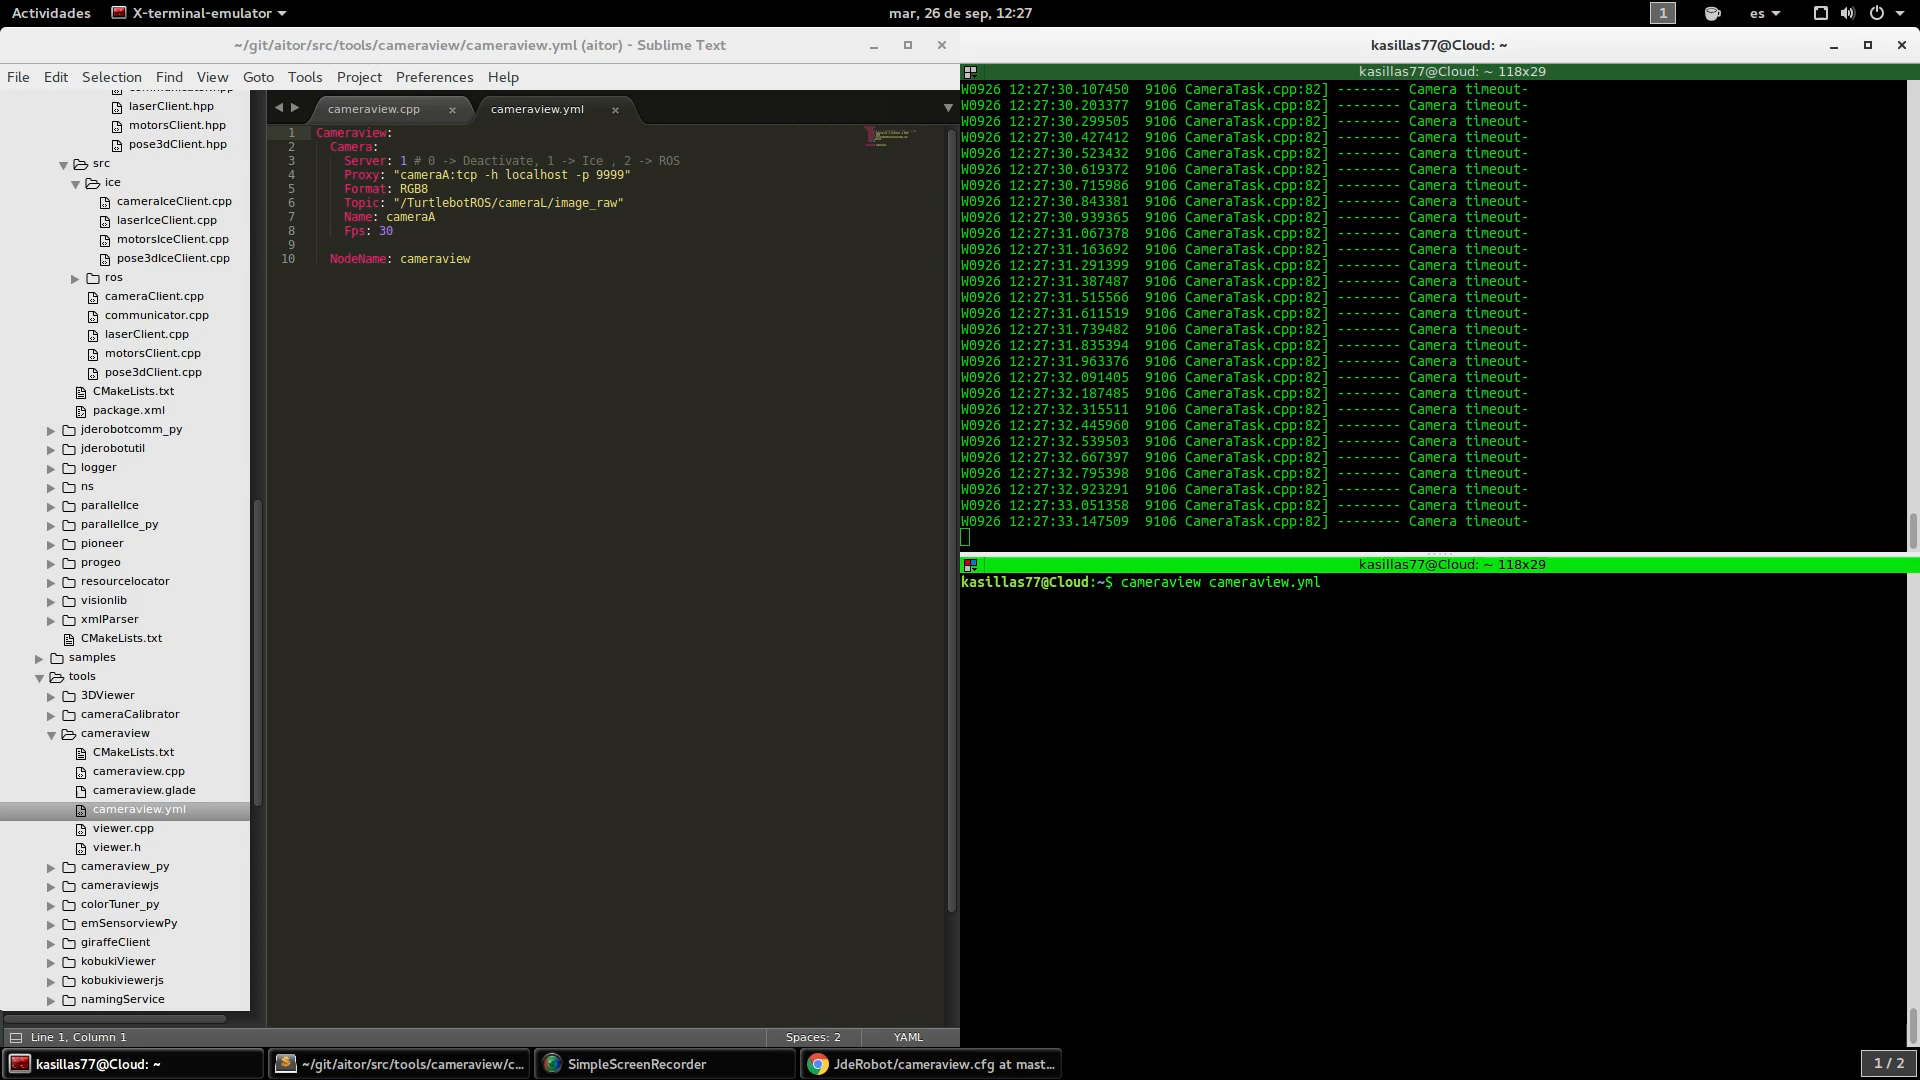 Actividades X-terminal-emulator mar, 26 de sep, 12:27 1 es
~/git/aitor/src/tools/cameraview/cameraview.yml (aitor) - Sublime Text
File Edit Selection Find View Goto Tools Project Preferences Help
communicator.hpp
laserClient.hpp
motorsClient.hpp
pose3dClient.hpp
src
ice
cameraIceClient.cpp
laserIceClient.cpp
motorsIceClient.cpp
pose3dIceClient.cpp
ros
cameraClient.cpp
communicator.cpp
laserClient.cpp
motorsClient.cpp
pose3dClient.cpp
CMakeLists.txt
package.xml
jderobotcomm_py
jderobotutil
logger
ns
parallelIce
parallelIce_py
pioneer
progeo
resourcelocator
visionlib
xmlParser
CMakeLists.txt
samples
tools
3DViewer
cameraCalibrator
cameraview
CMakeLists.txt
cameraview.cpp
cameraview.glade
cameraview.yml
viewer.cpp
viewer.h
cameraview_py
cameraviewjs
colorTuner_py
emSensorviewPy
giraffeClient
kobukiViewer
kobukiviewerjs
namingService
cameraview.cpp × cameraview.yml ×
1 Cameraview:
2 Camera:
3 Server: 1 # 0 -> Deactivate, 1 -> Ice , 2 -> ROS
4 Proxy: "cameraA:tcp -h localhost -p 9999"
5 Format: RGB8
6 Topic: "/TurtlebotROS/cameraL/image_raw"
7 Name: cameraA
8 Fps: 30
9
10 NodeName: cameraview
Line 1, Column 1 Spaces: 2 YAML
kasillas77@Cloud: ~
kasillas77@Cloud: ~ 118x29
W0926 12:27:30.107450 9106 CameraTask.cpp:82] -------- Camera timeout-
W0926 12:27:30.203377 9106 CameraTask.cpp:82] -------- Camera timeout-
W0926 12:27:30.299505 9106 CameraTask.cpp:82] -------- Camera timeout-
W0926 12:27:30.427412 9106 CameraTask.cpp:82] -------- Camera timeout-
W0926 12:27:30.523432 9106 CameraTask.cpp:82] -------- Camera timeout-
W0926 12:27:30.619372 9106 CameraTask.cpp:82] -------- Camera timeout-
W0926 12:27:30.715986 9106 CameraTask.cpp:82] -------- Camera timeout-
W0926 12:27:30.843381 9106 CameraTask.cpp:82] -------- Camera timeout-
W0926 12:27:30.939365 9106 CameraTask.cpp:82] -------- Camera timeout-
W0926 12:27:31.067378 9106 CameraTask.cpp:82] -------- Camera timeout-
W0926 12:27:31.163692 9106 CameraTask.cpp:82] -------- Camera timeout-
W0926 12:27:31.291399 9106 CameraTask.cpp:82] -------- Camera timeout-
W0926 12:27:31.387487 9106 CameraTask.cpp:82] -------- Camera timeout-
W0926 12:27:31.515566 9106 CameraTask.cpp:82] -------- Camera timeout-
W0926 12:27:31.611519 9106 CameraTask.cpp:82] -------- Camera timeout-
W0926 12:27:31.739482 9106 CameraTask.cpp:82] -------- Camera timeout-
W0926 12:27:31.835394 9106 CameraTask.cpp:82] -------- Camera timeout-
W0926 12:27:31.963376 9106 CameraTask.cpp:82] -------- Camera timeout-
W0926 12:27:32.091405 9106 CameraTask.cpp:82] -------- Camera timeout-
W0926 12:27:32.187485 9106 CameraTask.cpp:82] -------- Camera timeout-
W0926 12:27:32.315511 9106 CameraTask.cpp:82] -------- Camera timeout-
W0926 12:27:32.445960 9106 CameraTask.cpp:82] -------- Camera timeout-
W0926 12:27:32.539503 9106 CameraTask.cpp:82] -------- Camera timeout-
W0926 12:27:32.667397 9106 CameraTask.cpp:82] -------- Camera timeout-
W0926 12:27:32.795398 9106 CameraTask.cpp:82] -------- Camera timeout-
W0926 12:27:32.923291 9106 CameraTask.cpp:82] -------- Camera timeout-
W0926 12:27:33.051358 9106 CameraTask.cpp:82] -------- Camera timeout-
W0926 12:27:33.147509 9106 CameraTask.cpp:82] -------- Camera timeout-
kasillas77@Cloud: ~ 118x29
kasillas77@Cloud:~$ cameraview cameraview.yml
kasillas77@Cloud: ~ ~/git/aitor/src/tools/cameraview/c... SimpleScreenRecorder JdeRobot/cameraview.cfg at mast... 1 / 2